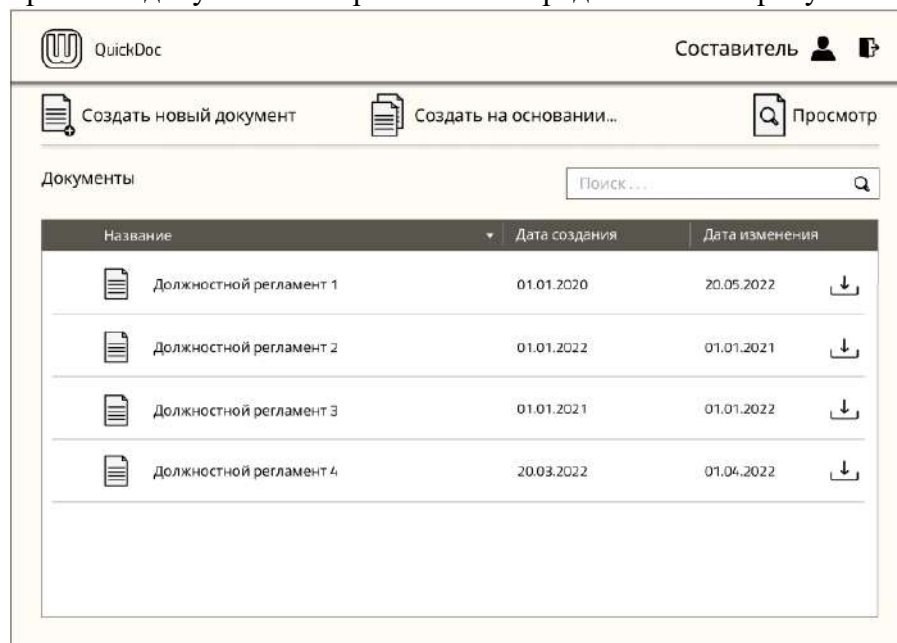 QuickDoc Составитель
Создать новый документ Создать на основании... Просмотр
Документы Поиск...
Название Дата создания Дата изменения
Должностной регламент 1 01.01.2020 20.05.2022
Должностной регламент 2 01.01.2022 01.01.2021
Должностной регламент 3 01.01.2021 01.01.2022
Должностной регламент 4 20.03.2022 01.04.2022